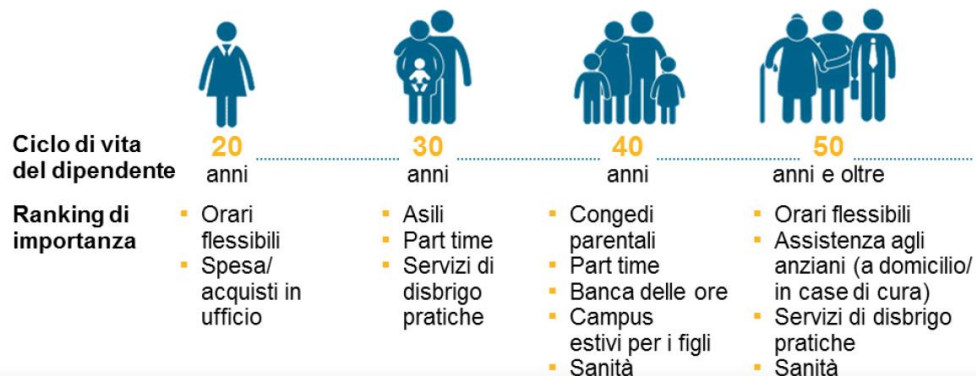 Ciclo di vita
del dipendente
20
anni
30
anni
40
anni
50
anni e oltre
Ranking di
importanza
▪ Orari
flessibili
▪ Spesa/
acquisti in
ufficio
▪ Asili
▪ Part time
▪ Servizi di
disbrigo
pratiche
▪ Congedi
parentali
▪ Part time
▪ Banca delle ore
▪ Campus
estivi per i figli
▪ Sanità
▪ Orari flessibili
▪ Assistenza agli
anziani (a domicilio/
in case di cura)
▪ Servizi di disbrigo
pratiche
▪ Sanità